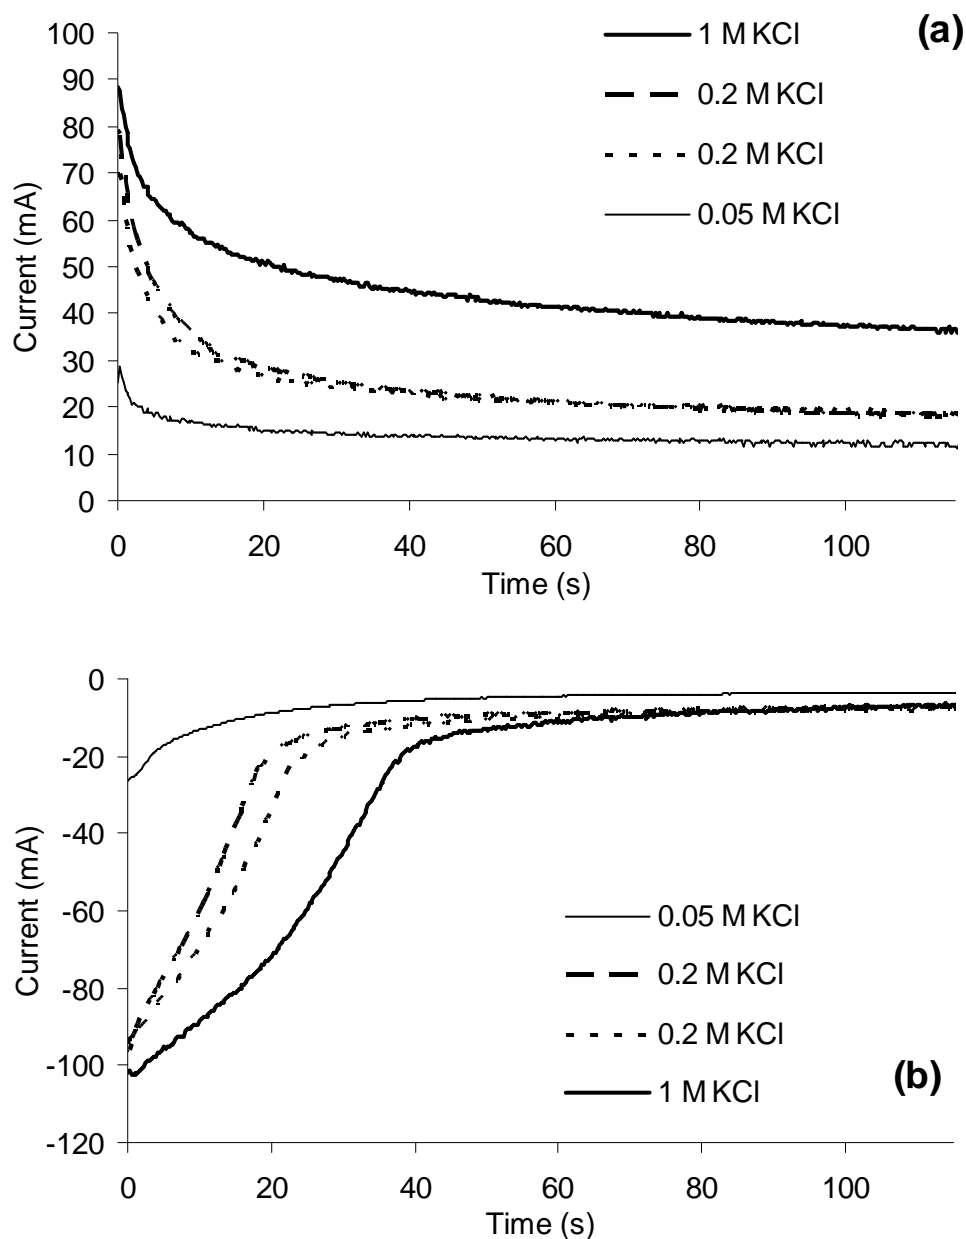 (a)
1 M KCl
0.2 M KCl
0.2 M KCl
0.05 M KCl
100
90
80
70
60
50
40
30
20
10
0
Current (mA)
0 20 40 60 80 100
Time (s)
0
-20
-40
-60
-80
-100
-120
Current (mA)
0.05 M KCl
0.2 M KCl
0.2 M KCl
1 M KCl
(b)
0 20 40 60 80 100
Time (s)